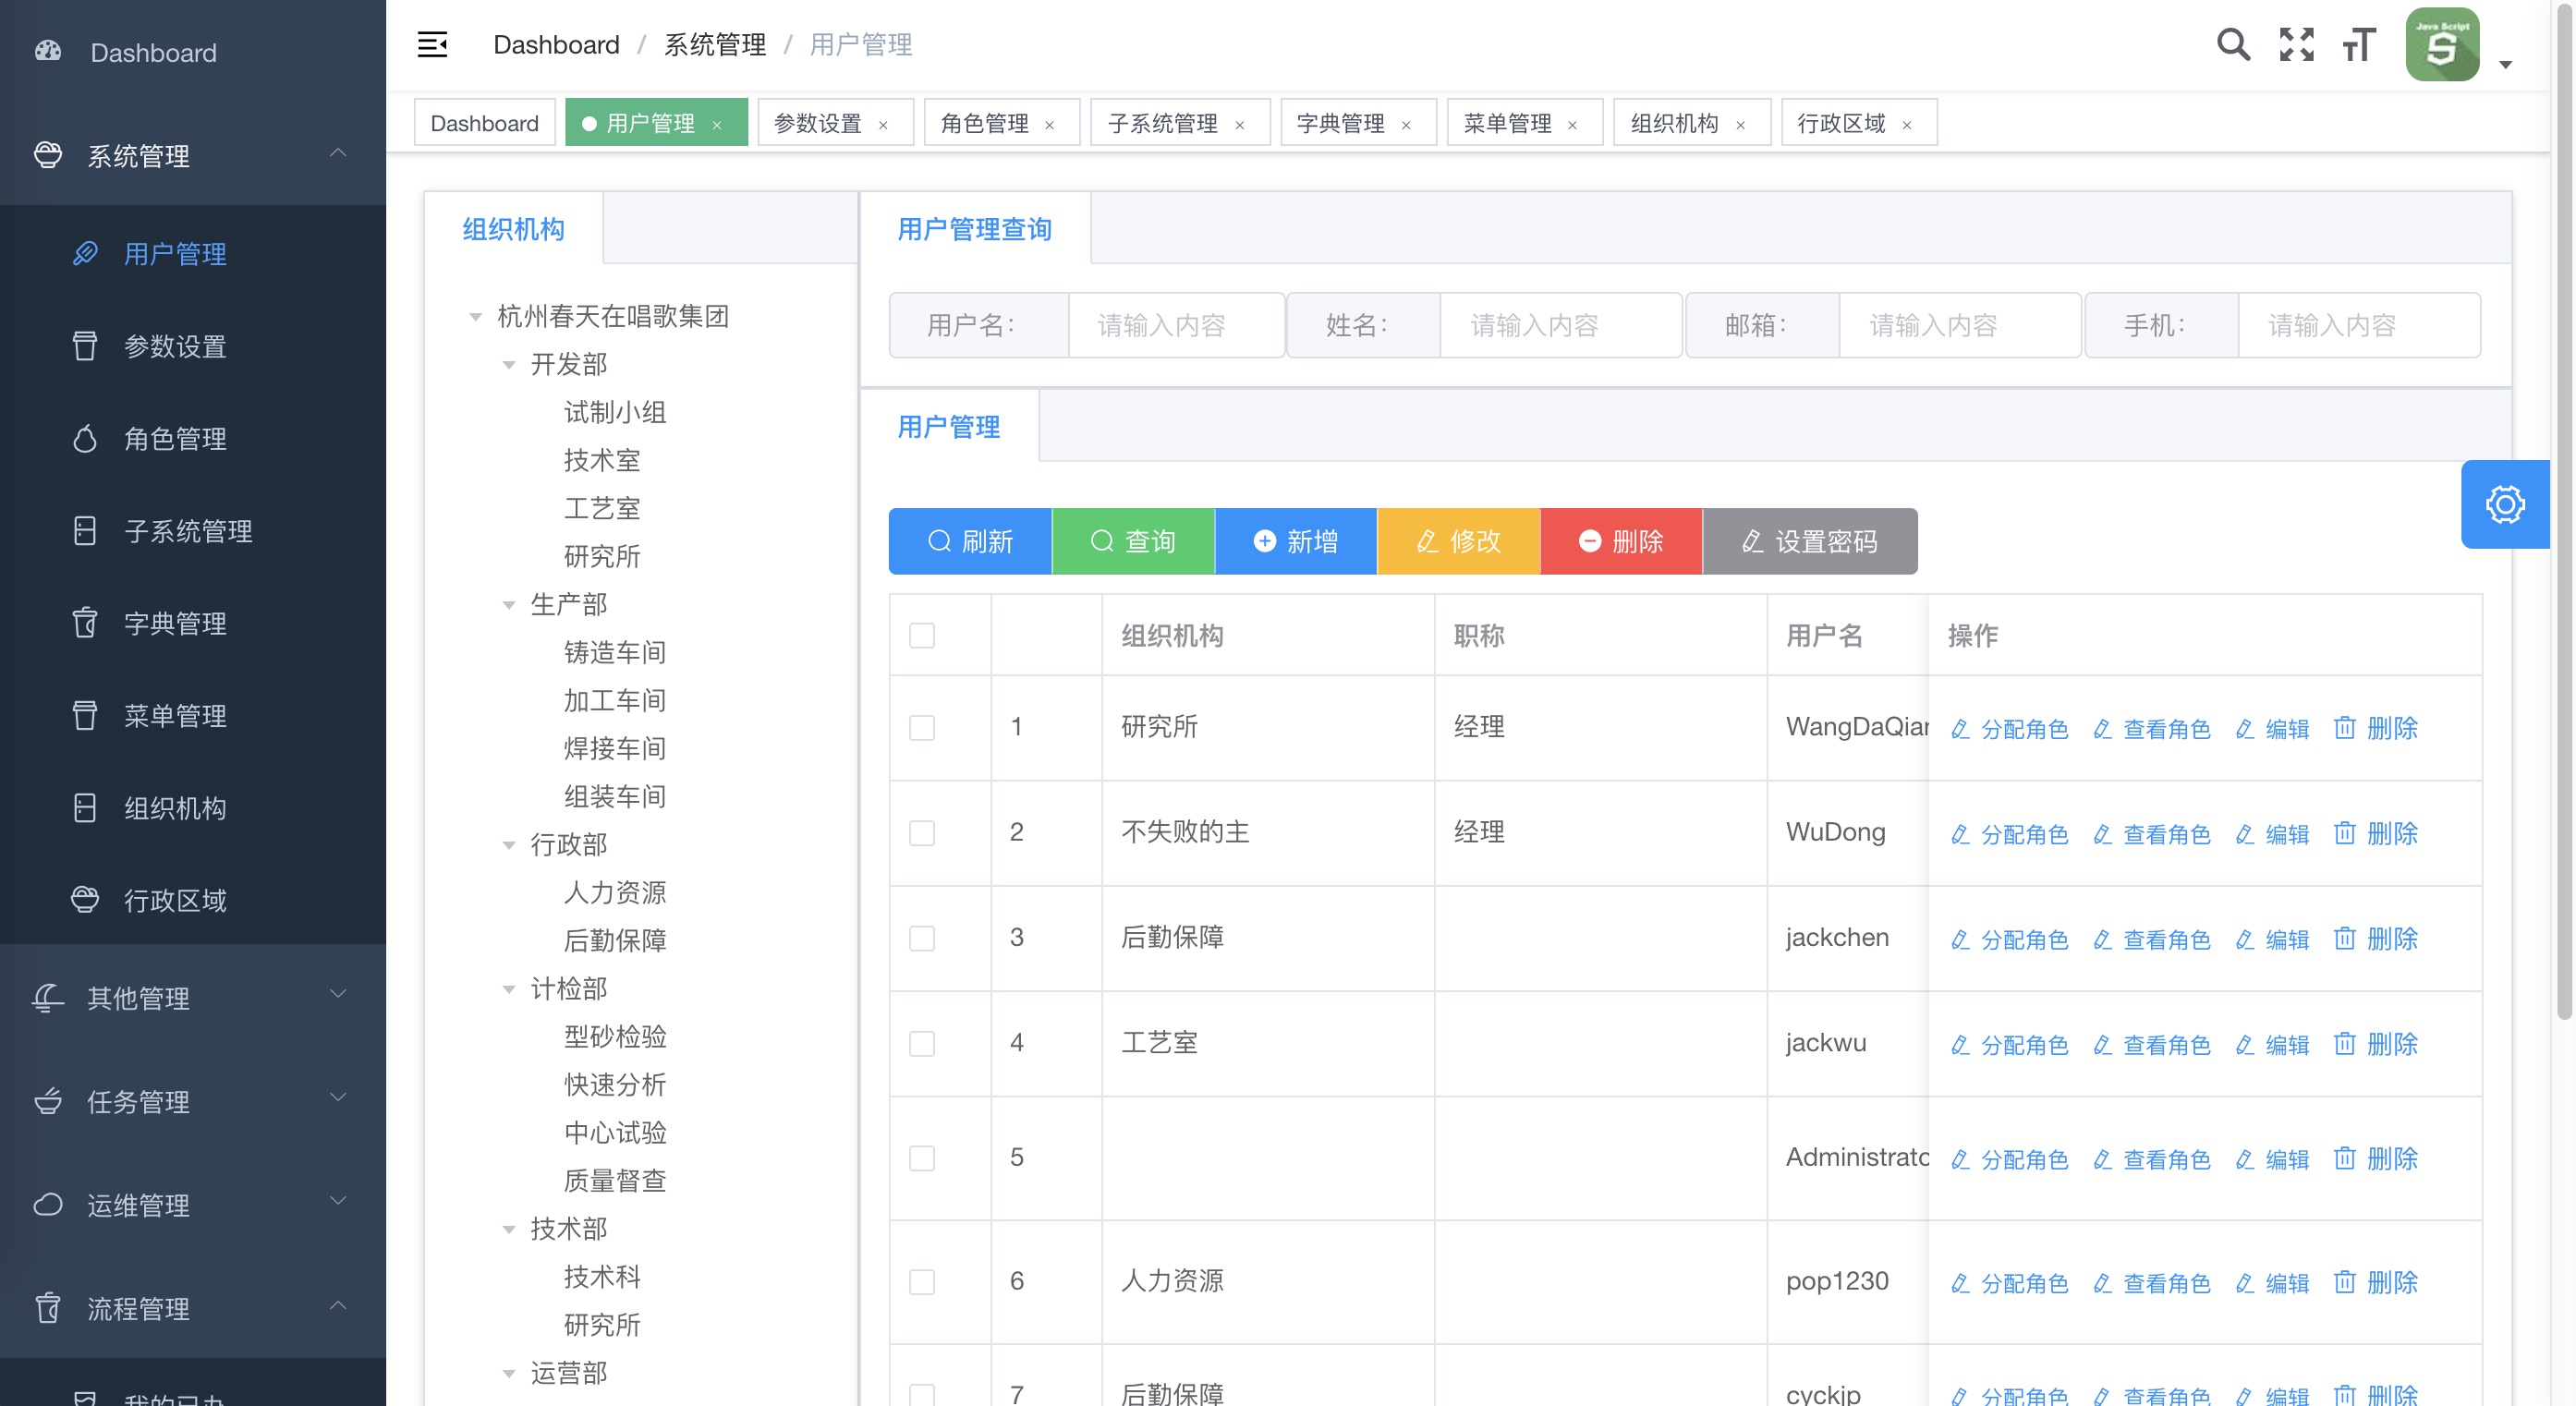 Dashboard
系统管理
用户管理
参数设置
角色管理
子系统管理
字典管理
菜单管理
组织机构
行政区域
其他管理
任务管理
运维管理
流程管理
我的已办
Dashboard / 系统管理 / 用户管理
Java Script
S
Dashboard 用户管理 × 参数设置 × 角色管理 × 子系统管理 × 字典管理 × 菜单管理 × 组织机构 × 行政区域 ×
组织机构
杭州春天在唱歌集团
开发部
试制小组
技术室
工艺室
研究所
生产部
铸造车间
加工车间
焊接车间
组装车间
行政部
人力资源
后勤保障
计检部
型砂检验
快速分析
中心试验
质量督查
技术部
技术科
研究所
运营部
用户管理查询
用户名: 请输入内容 姓名: 请输入内容 邮箱: 请输入内容 手机: 请输入内容
用户管理
刷新 查询 新增 修改 删除 设置密码
组织机构 职称 用户名 操作
1 研究所 经理 WangDaQian 分配角色 查看角色 编辑 删除
2 不失败的主 经理 WuDong 分配角色 查看角色 编辑 删除
3 后勤保障 jackchen 分配角色 查看角色 编辑 删除
4 工艺室 jackwu 分配角色 查看角色 编辑 删除
5 Administrato 分配角色 查看角色 编辑 删除
6 人力资源 pop1230 分配角色 查看角色 编辑 删除
7 后勤保障 cyckip 分配角色 查看角色 编辑 删除